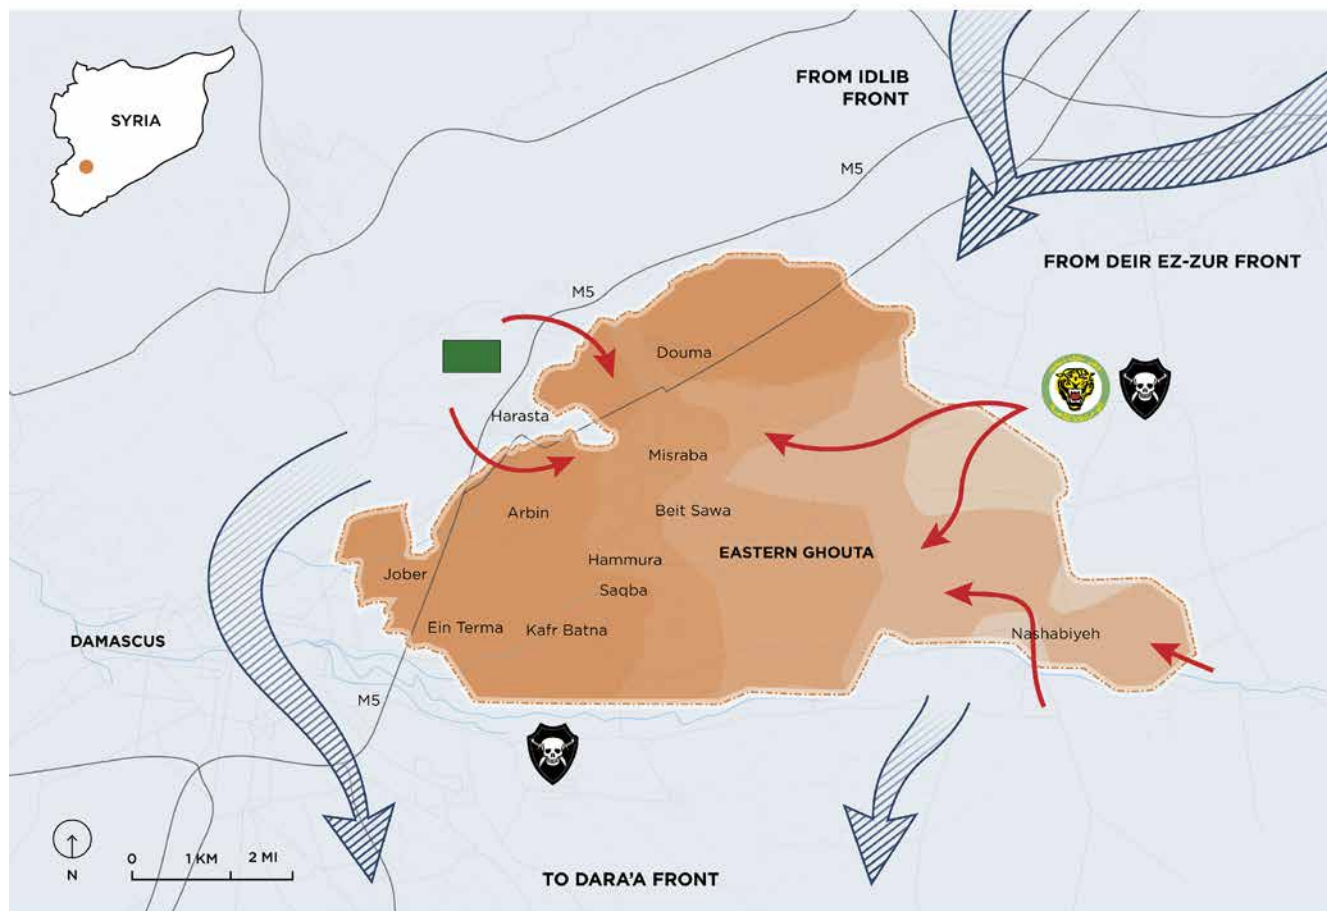 SYRIA
FROM IDLIB
FRONT
M5
FROM DEIR EZ-ZUR FRONT
M5
Douma
Harasta
Misraba
Arbin
Beit Sawa
EASTERN GHOUTA
Hammura
Jober
Saqba
Ein Terma
Kafr Batna
Nashabiyeh
DAMASCUS
M5
N
0 1 KM 2 MI
TO DARA'A FRONT